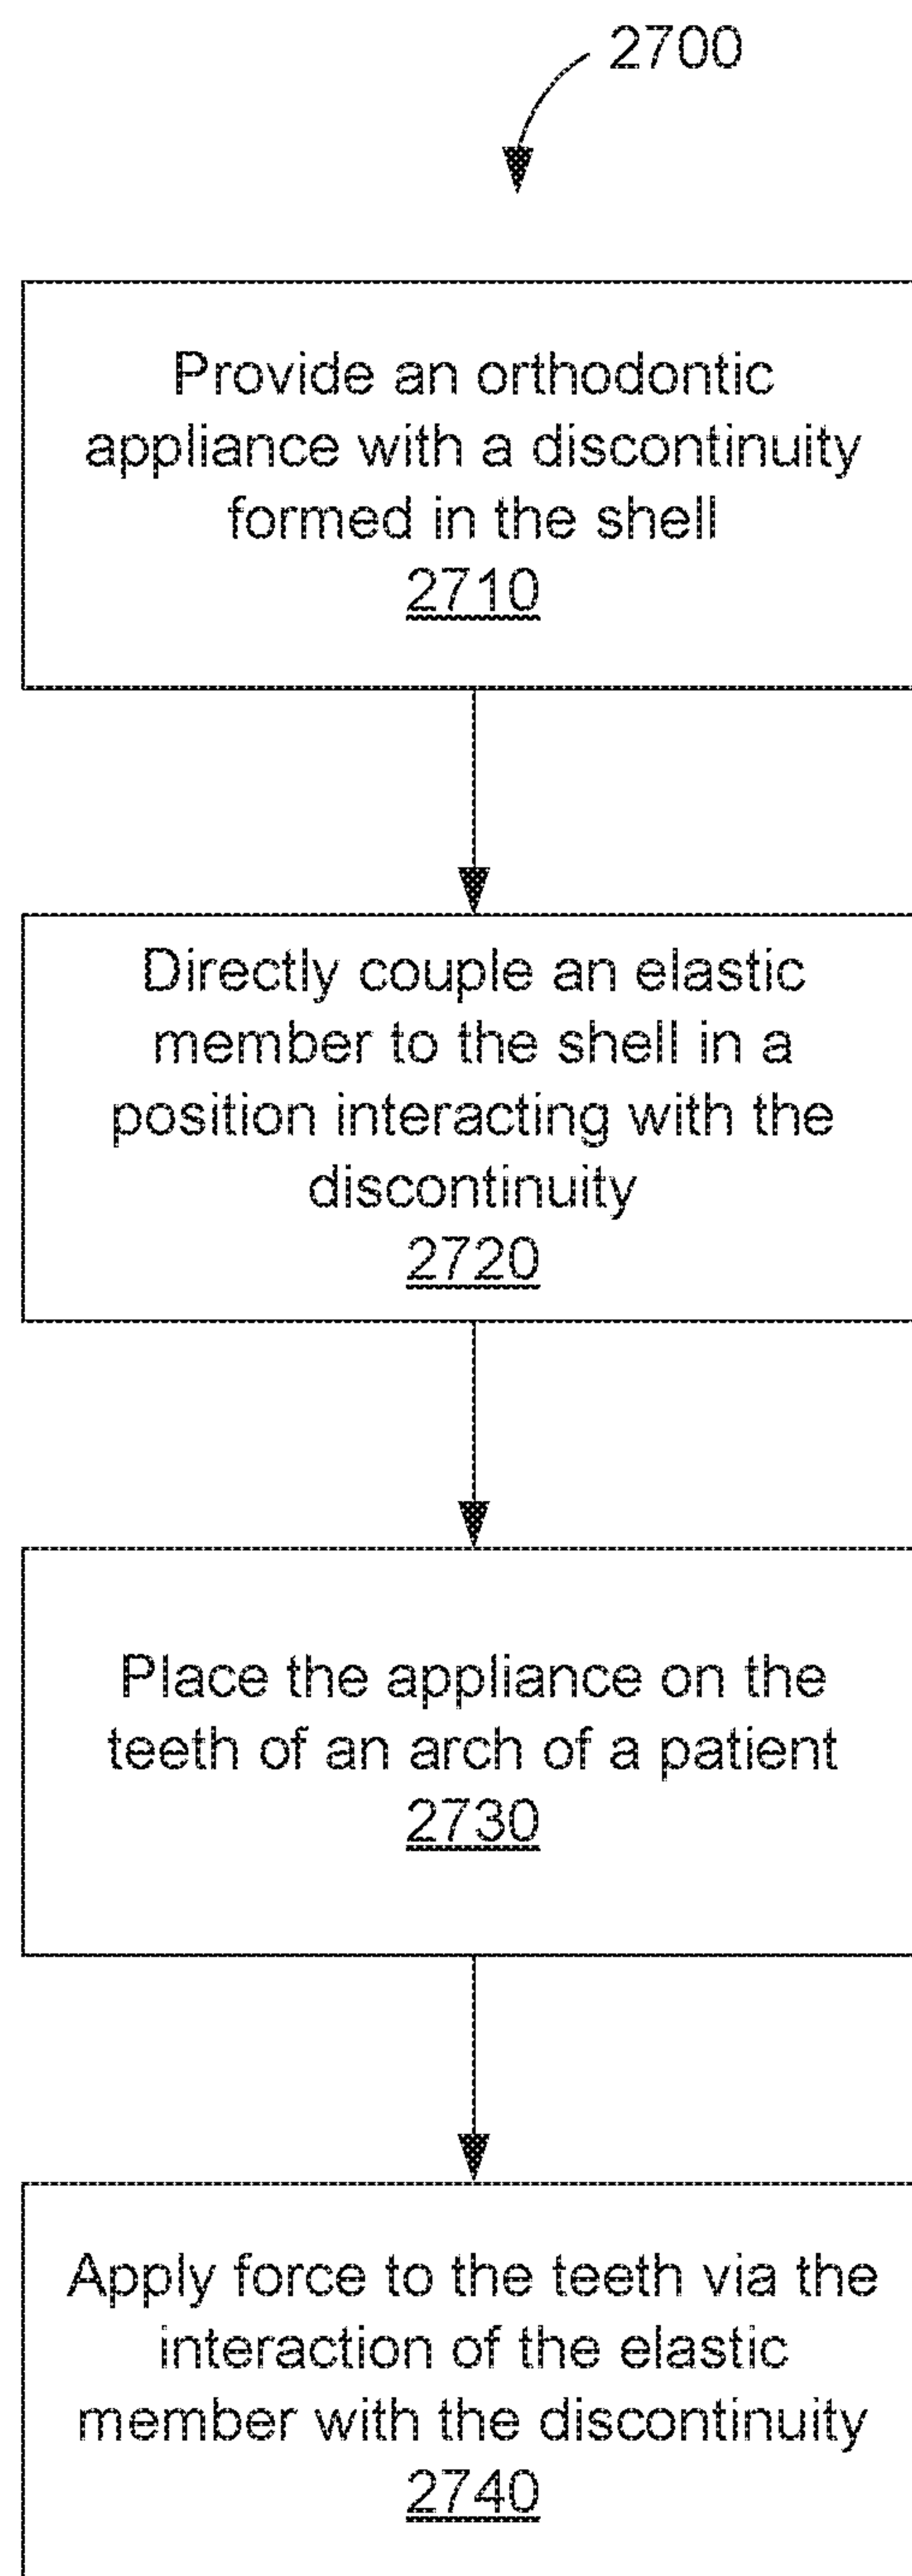 2700
Provide an orthodontic
appliance with a discontinuity
formed in the shell
2710
Directly couple an elastic
member to the shell in a
position interacting with the
discontinuity
2720
Place the appliance on the
teeth of an arch of a patient
2730
Apply force to the teeth via the
interaction of the elastic
member with the discontinuity
2740